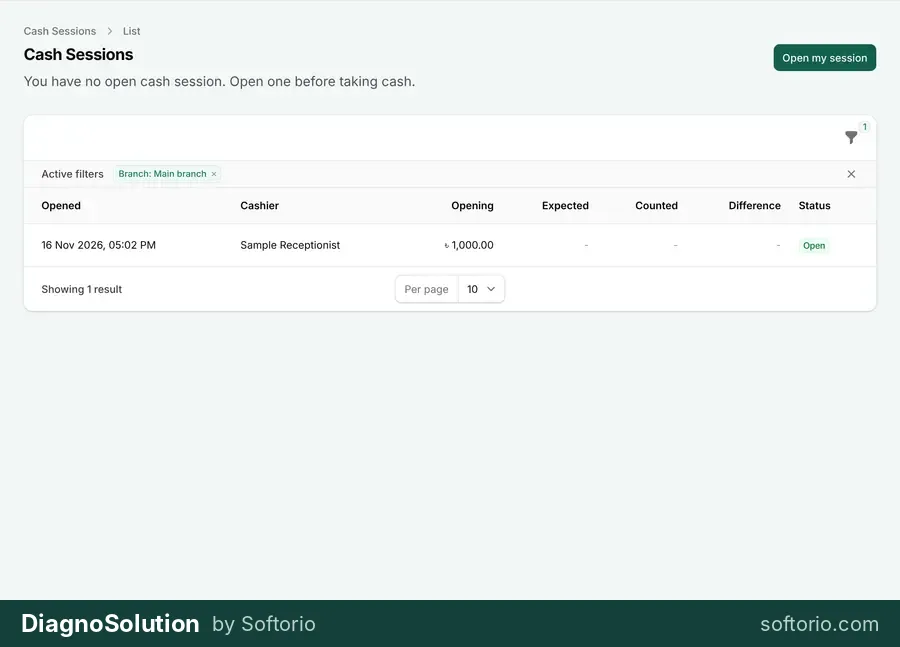 Cash Sessions > List
Cash Sessions
Open my session
You have no open cash session. Open one before taking cash.
1
Active filters Branch: Main branch ×
Opened Cashier Opening Expected Counted Difference Status
16 Nov 2026, 05:02 PM Sample Receptionist ৳ 1,000.00 - - - Open
Showing 1 result Per page 10
DiagnoSolution by Softorio softorio.com